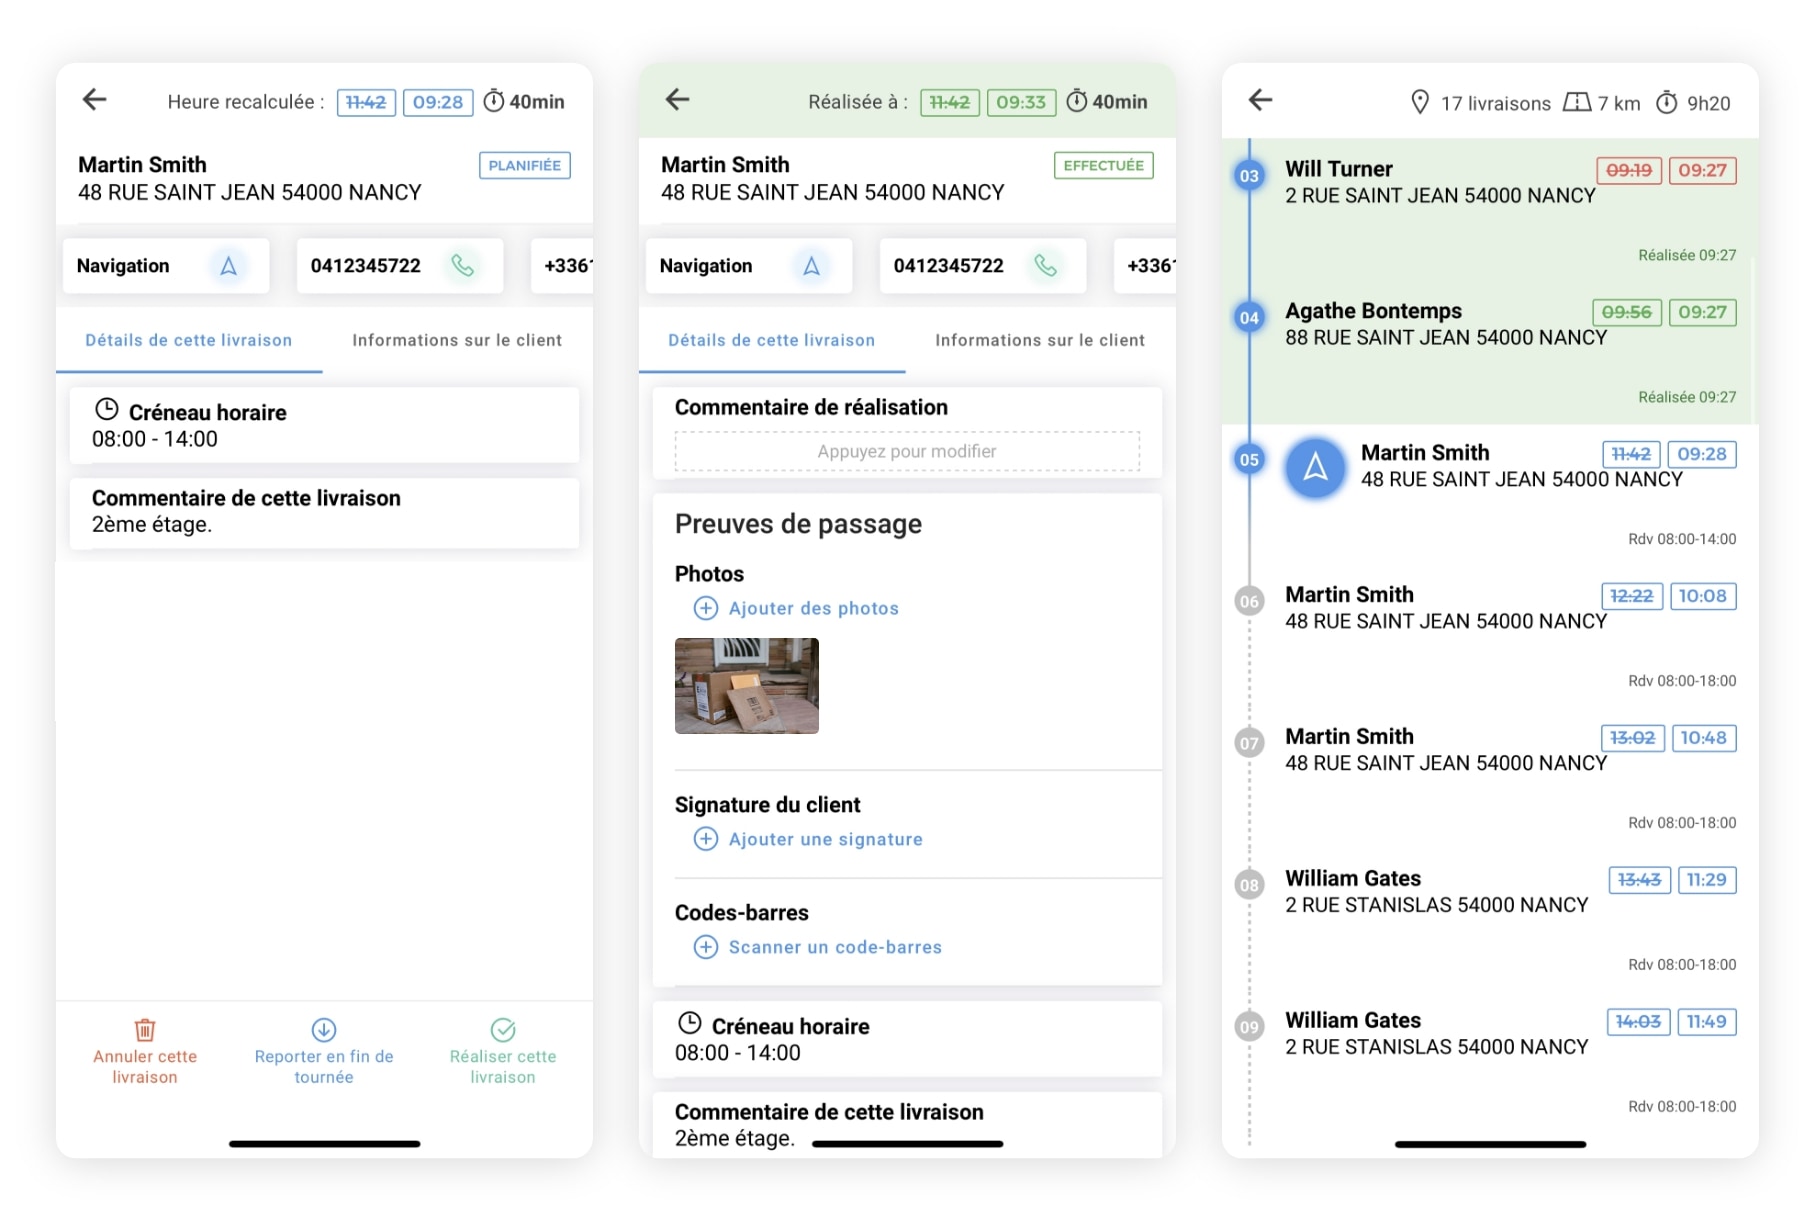 Heure recalculée : 11:42 09:28 40min
Martin Smith PLANIFIÉE
48 RUE SAINT JEAN 54000 NANCY
Navigation 0412345722 +336
Détails de cette livraison Informations sur le client
Créneau horaire
08:00 - 14:00
Commentaire de cette livraison
2ème étage.
Annuler cette livraison
Reporter en fin de tournée
Réaliser cette livraison
Réalisée à : 11:42 09:33 40min
Martin Smith EFFECTUÉE
48 RUE SAINT JEAN 54000 NANCY
Navigation 0412345722 +336
Détails de cette livraison Informations sur le client
Commentaire de réalisation
Appuyez pour modifier
Preuves de passage
Photos
Ajouter des photos
Signature du client
Ajouter une signature
Codes-barres
Scanner un code-barres
Créneau horaire
08:00 - 14:00
Commentaire de cette livraison
2ème étage.
17 livraisons 7 km 9h20
03 Will Turner 09:19 09:27
2 RUE SAINT JEAN 54000 NANCY
Réalisée 09:27
04 Agathe Bontemps 09:56 09:27
88 RUE SAINT JEAN 54000 NANCY
Réalisée 09:27
05 Martin Smith 11:42 09:28
48 RUE SAINT JEAN 54000 NANCY
Rdv 08:00-14:00
06 Martin Smith 12:22 10:08
48 RUE SAINT JEAN 54000 NANCY
Rdv 08:00-18:00
07 Martin Smith 13:02 10:48
48 RUE SAINT JEAN 54000 NANCY
Rdv 08:00-18:00
08 William Gates 13:43 11:29
2 RUE STANISLAS 54000 NANCY
Rdv 08:00-18:00
09 William Gates 14:03 11:49
2 RUE STANISLAS 54000 NANCY
Rdv 08:00-18:00